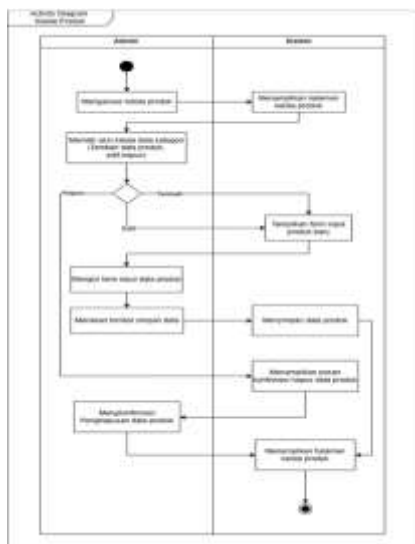 Activity Diagram
Kelola Produk
Admin
Sistem
Mengakses kelola produk
Menampilkan halaman
kelola produk
Memilih aksi kelola data kategori
(Tambah data produk,
edit hapus)
Hapus
Tambah
Edit
Tampilkan form input
produk baru
Mengisi form input data produk
Menekan tombol simpan data
Menyimpan data produk
Menampilkan pesan
konfirmasi hapus data produk
Mengkonfirmasi
Penghapusan data produk
Menampilkan halaman
kelola produk